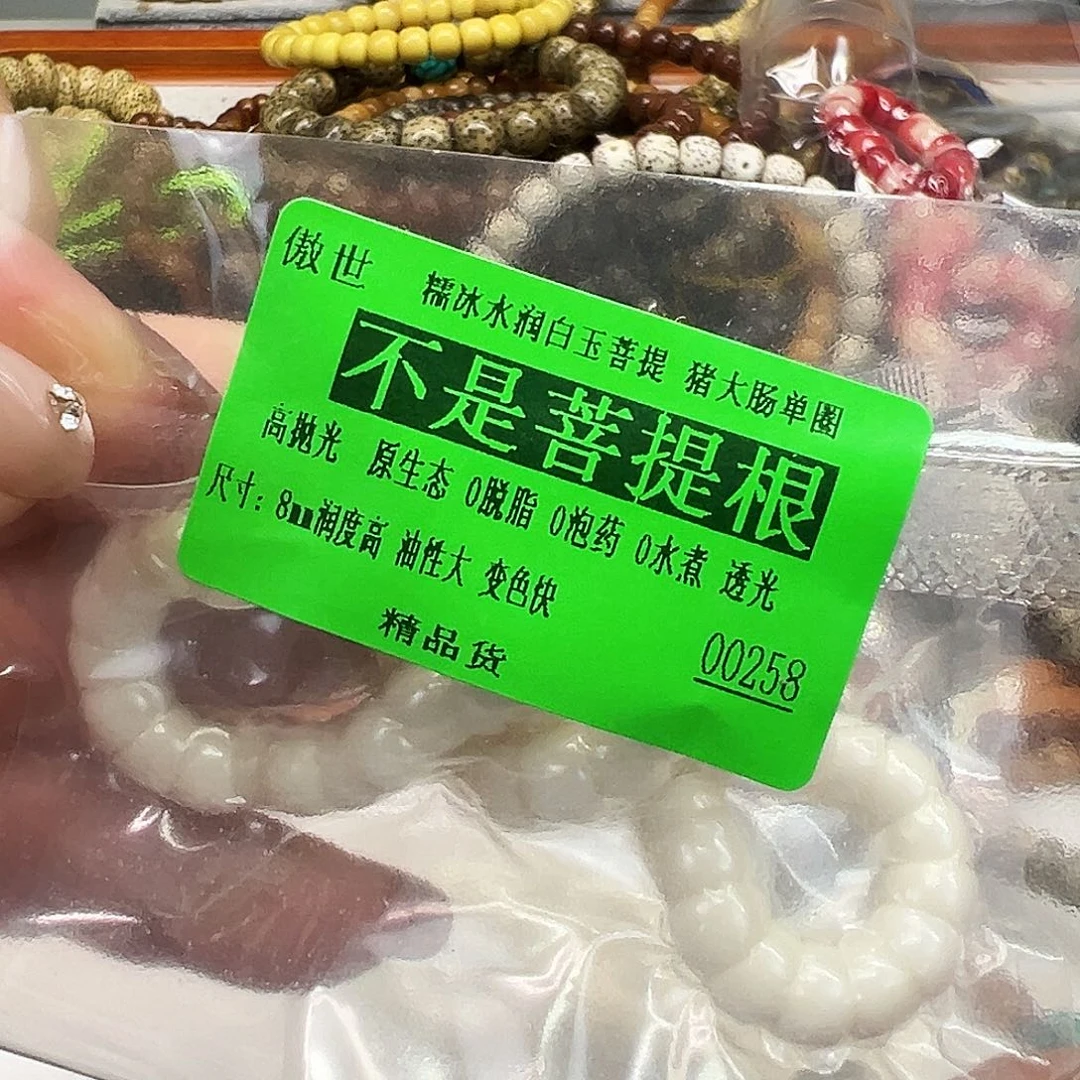 傲世
糯冰水润白玉菩提 猪大肠单圈
不是菩提根
高抛光 原生态 0脱脂 0泡药 0水煮 透光
尺寸：8mm润度高 油性大 变色快
精品货
00258